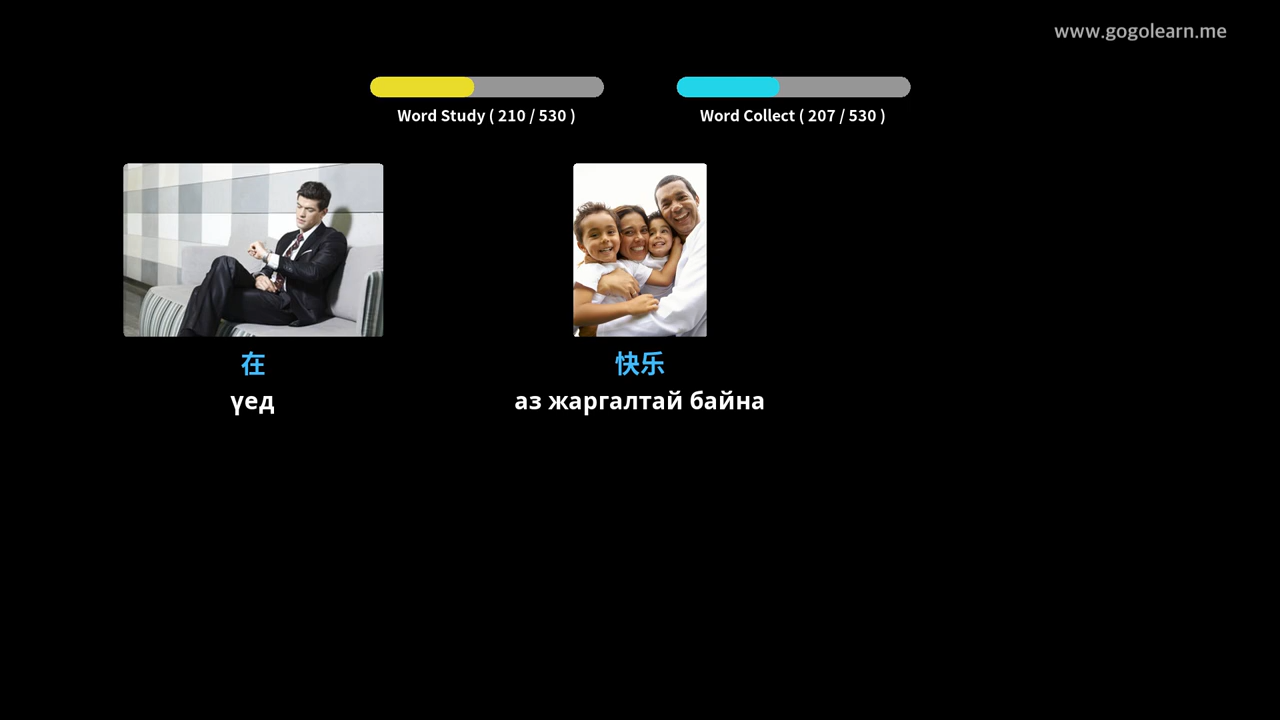 www.gogolearn.me
Word Study ( 210 / 530 )
Word Collect ( 207 / 530 )
在
үед
快乐
аз жаргалтай байна